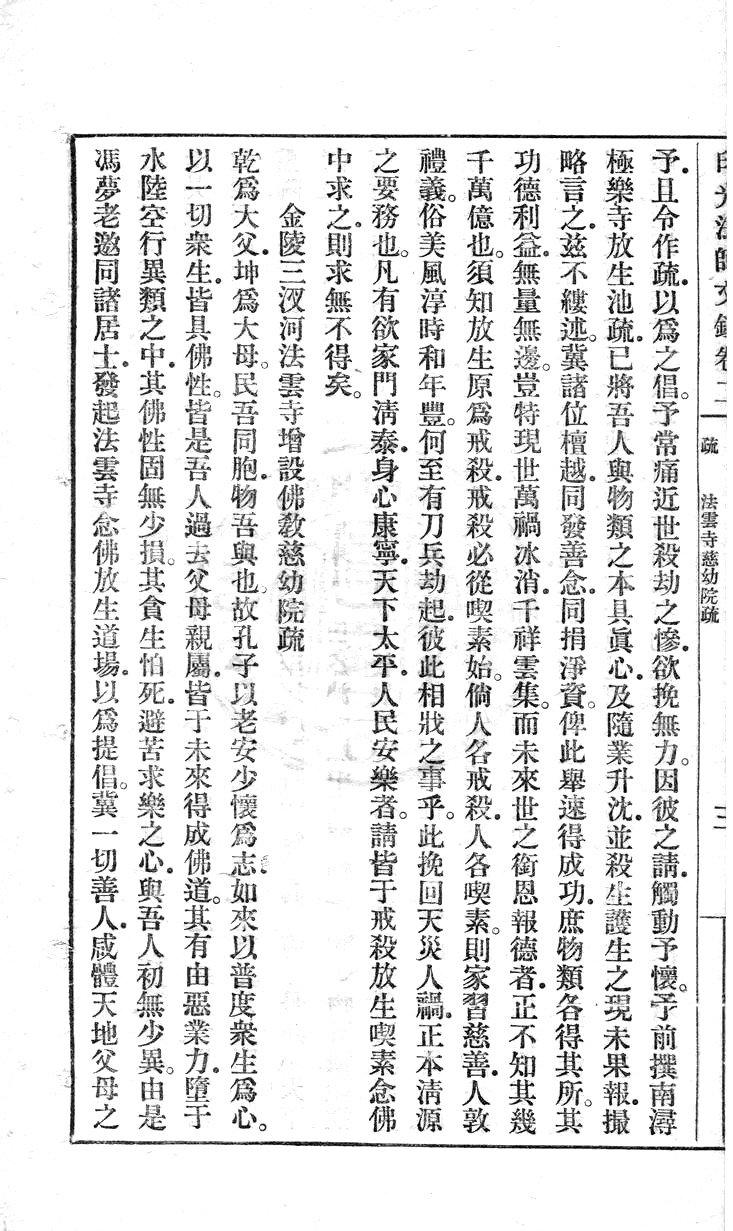 印光法師文鈔卷二
疏　法雲寺慈幼院疏
三
予。且令作疏。以爲之倡。予常痛近世殺劫之慘。欲挽無力。因彼之請。觸動予懷。予前撰南潯
極樂寺放生池疏。已將吾人與物類之本具眞心。及隨業升沈。並殺生護生之現未果報。撮
略言之。茲不縷述。冀諸位檀越。同發善念。同捐淨資。俾此舉速得成功。庶物類各得其所。其
功德利益。無量無邊。豈特現世萬禍冰消。千祥雲集。而未來世之銜恩報德者。正不知其幾
千萬億也。須知放生原爲戒殺。戒殺必從喫素始。倘人各戒殺。人各喫素。則家習慈善。人敦
禮義。俗美風淳。時和年豐。何至有刀兵劫起。彼此相戕之事乎。此挽回天災人禍。正本清源
之要務也。凡有欲家門清泰。身心康寧。天下太平。人民安樂者。請皆于戒殺放生喫素念佛
中求之。則求無不得矣。
金陵三汊河法雲寺增設佛敎慈幼院疏
乾爲大父。坤爲大母。民吾同胞。物吾與也。故孔子以老安少懷爲志。如來以普度衆生爲心。
以一切衆生。皆具佛性。皆是吾人過去父母親屬。皆于未來得成佛道。其有由惡業力。墮于
水陸空行異類之中。其佛性固無少損。其貪生怕死。避苦求樂之心。與吾人初無少異。由是
馮夢老邀同諸居士。發起法雲寺念佛放生道場。以爲提倡。冀一切善人。咸體天地父母之